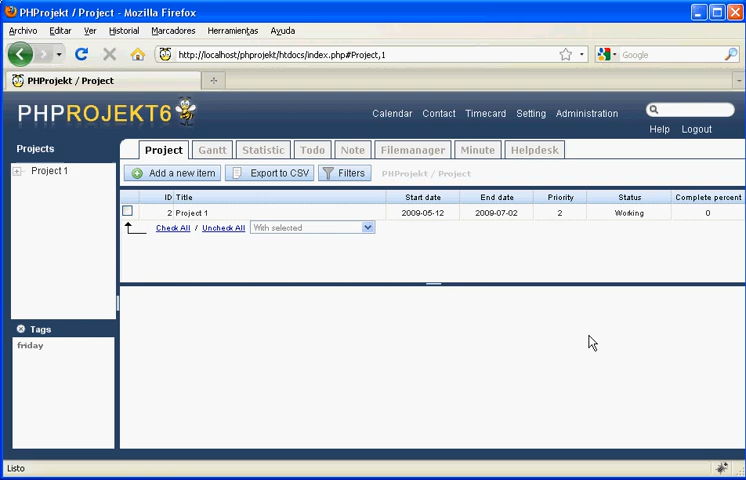 PHProjekt / Project - Mozilla Firefox
Archivo Editar Ver Historial Marcadores Herramientas Ayuda
http://localhost/phprojekt/htdocs/index.php#Project,1 Google
PHProjekt / Project
PHPROJEKT6
Calendar Contact Timecard Setting Administration
Help Logout
Projects
Project Gantt Statistic Todo Note Filemanager Minute Helpdesk
Project 1
Add a new item Export to CSV Filters PHProjekt / Project
ID Title Start date End date Priority Status Complete percent
2 Project 1 2009-05-12 2009-07-02 2 Working 0
Check All / Uncheck All With selected
Tags
friday
Listo